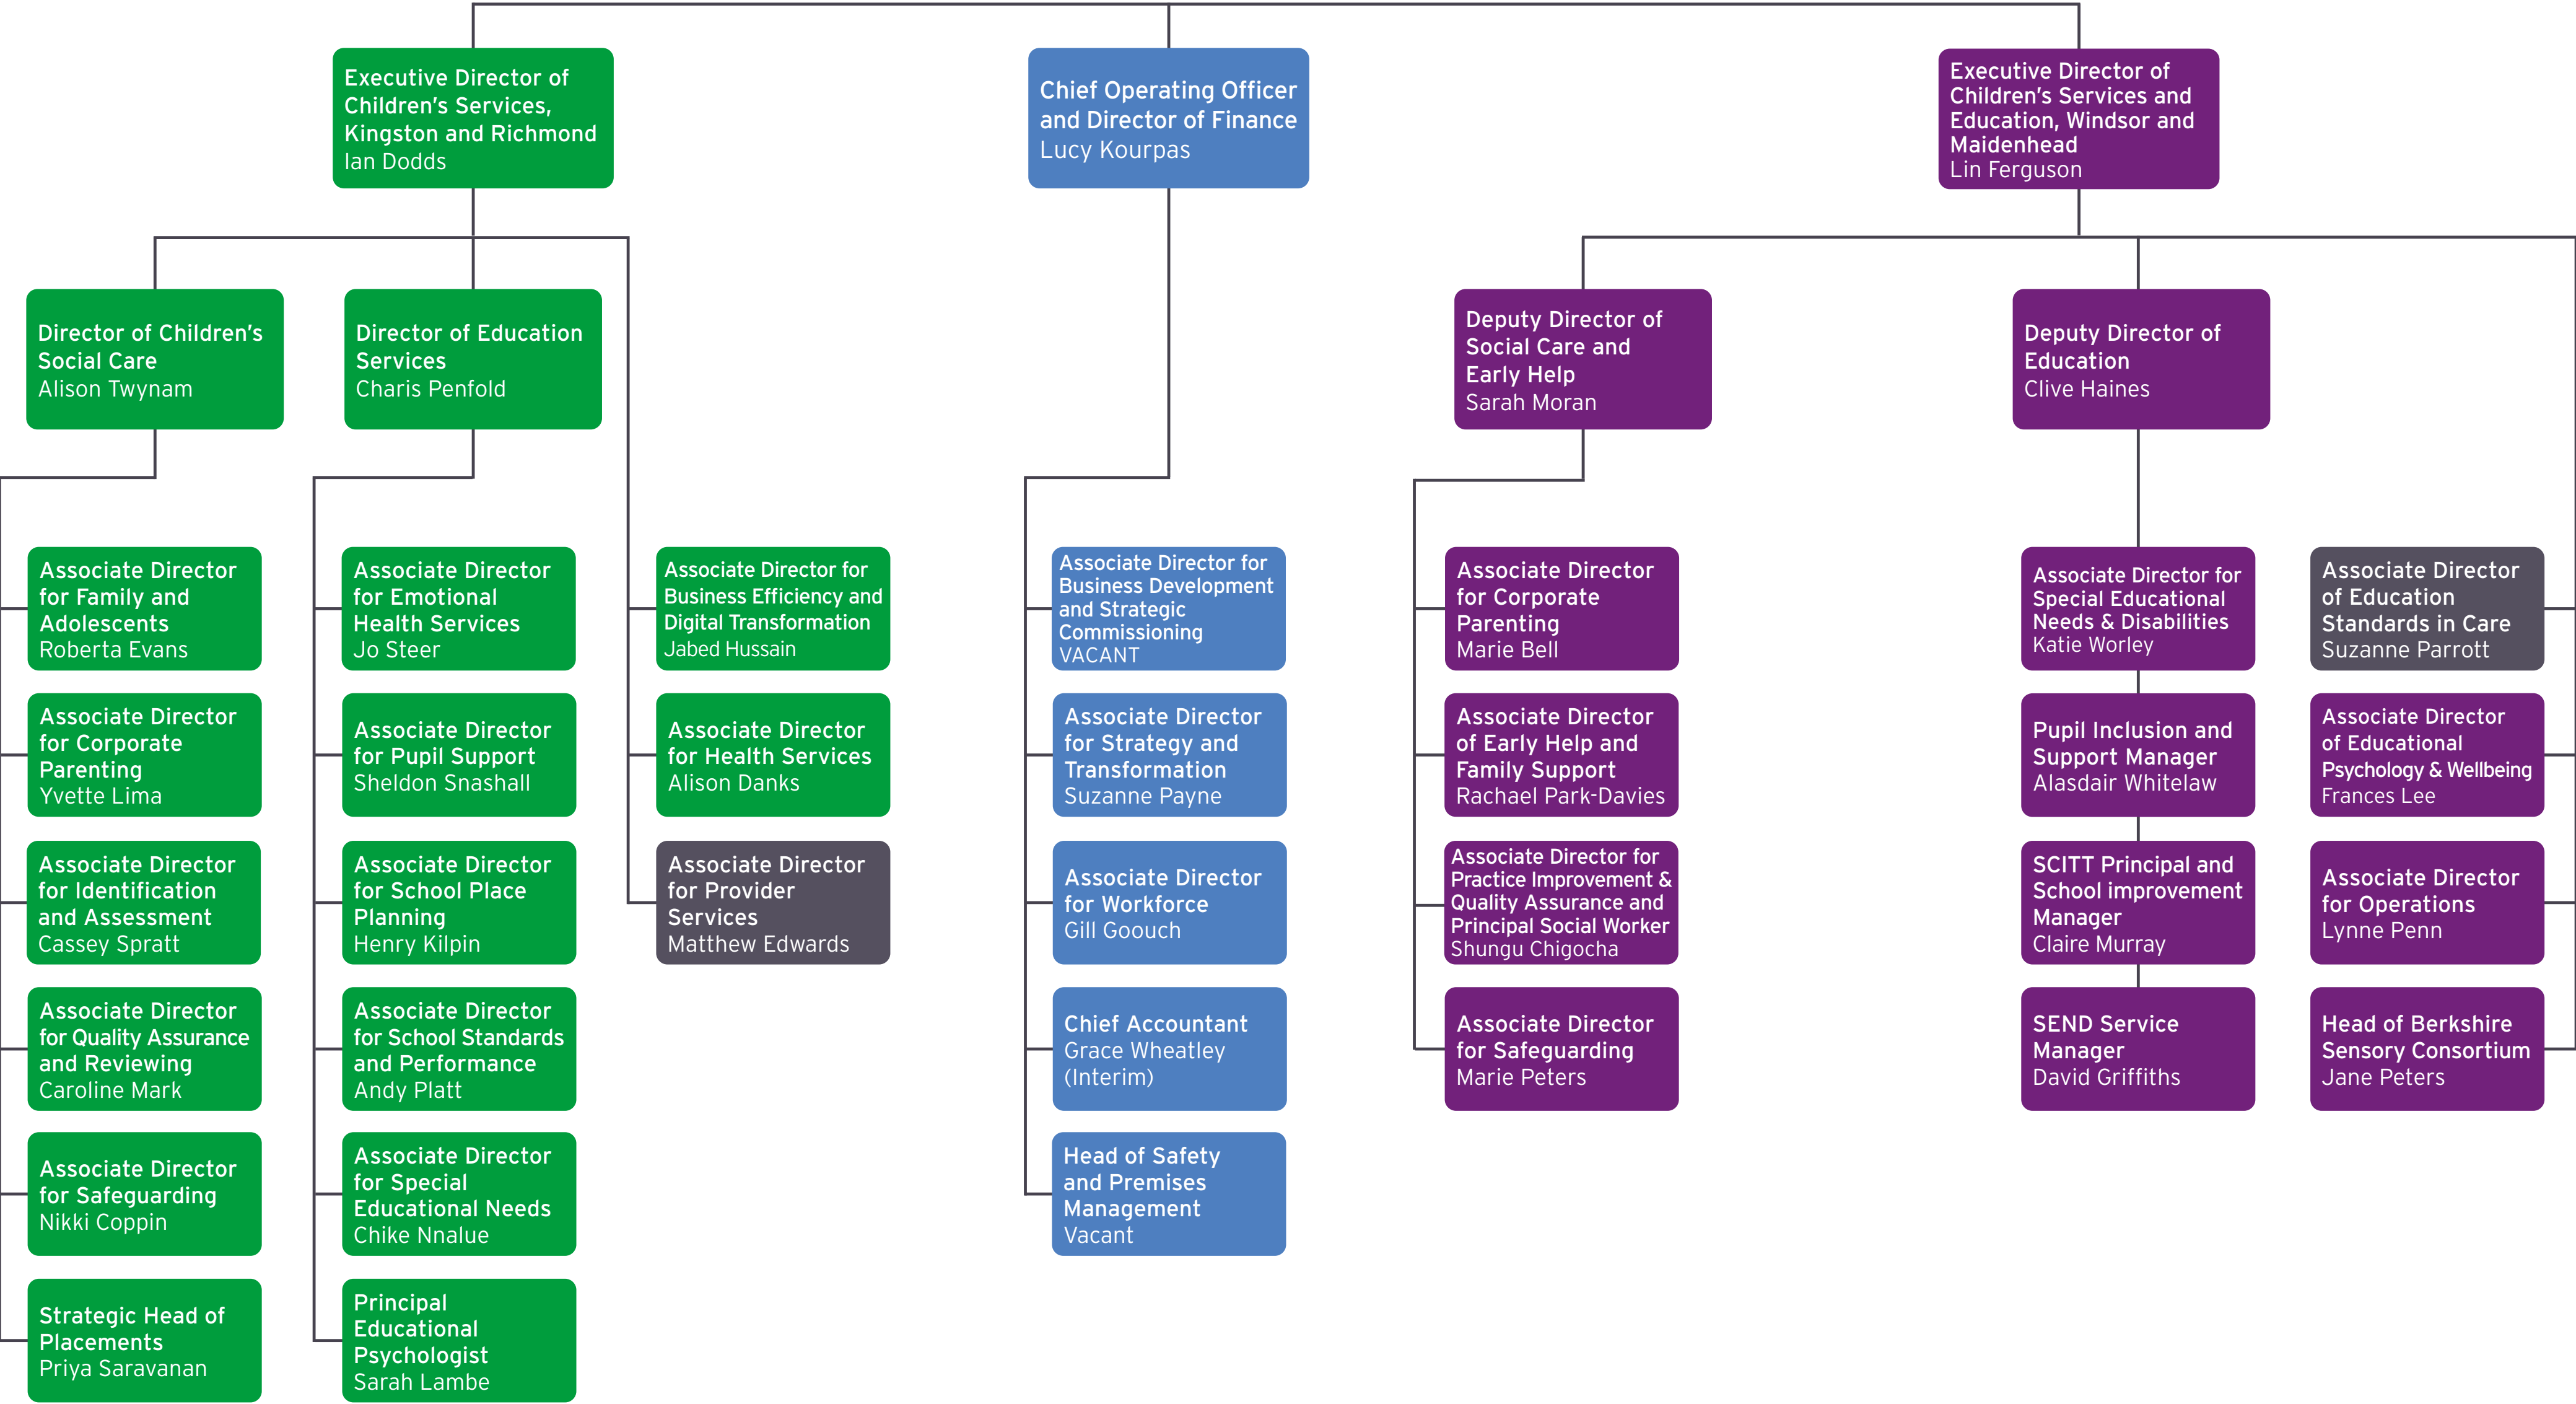 Executive Director of
Children’s Services,
Kingston and Richmond
Ian Dodds
Chief Operating Officer
and Director of Finance
Lucy Kourpas
Executive Director of
Children’s Services and
Education, Windsor and
Maidenhead
Lin Ferguson
Director of Children’s
Social Care
Alison Twynam
Director of Education
Services
Charis Penfold
Deputy Director of
Social Care and
Early Help
Sarah Moran
Deputy Director of
Education
Clive Haines
Associate Director
for Family and
Adolescents
Roberta Evans
Associate Director
for Corporate
Parenting
Yvette Lima
Associate Director
for Identification
and Assessment
Cassey Spratt
Associate Director
for Quality Assurance
and Reviewing
Caroline Mark
Associate Director
for Safeguarding
Nikki Coppin
Strategic Head of
Placements
Priya Saravanan
Associate Director
for Emotional
Health Services
Jo Steer
Associate Director
for Pupil Support
Sheldon Snashall
Associate Director
for School Place
Planning
Henry Kilpin
Associate Director
for School Standards
and Performance
Andy Platt
Associate Director
for Special
Educational Needs
Chike Nnalue
Principal
Educational
Psychologist
Sarah Lambe
Associate Director for
Business Efficiency and
Digital Transformation
Jabed Hussain
Associate Director
for Health Services
Alison Danks
Associate Director
for Provider
Services
Matthew Edwards
Associate Director for
Business Development
and Strategic
Commissioning
VACANT
Associate Director
for Strategy and
Transformation
Suzanne Payne
Associate Director
for Workforce
Gill Goouch
Chief Accountant
Grace Wheatley
(Interim)
Head of Safety
and Premises
Management
Vacant
Associate Director
for Corporate
Parenting
Marie Bell
Associate Director
of Early Help and
Family Support
Rachael Park-Davies
Associate Director for
Practice Improvement &
Quality Assurance and
Principal Social Worker
Shungu Chigocha
Associate Director
for Safeguarding
Marie Peters
Associate Director for
Special Educational
Needs & Disabilities
Katie Worley
Pupil Inclusion and
Support Manager
Alasdair Whitelaw
SCITT Principal and
School improvement
Manager
Claire Murray
SEND Service
Manager
David Griffiths
Associate Director
of Education
Standards in Care
Suzanne Parrott
Associate Director
of Educational
Psychology & Wellbeing
Frances Lee
Associate Director
for Operations
Lynne Penn
Head of Berkshire
Sensory Consortium
Jane Peters